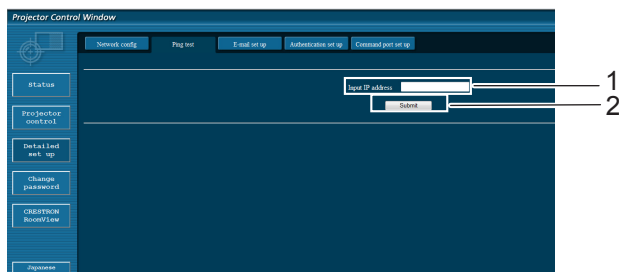 Projector Control Window
Network config Ping test E-mail set up Authentication set up Command port set up
Status
Input IP address
1
Submit
2
Projector
control
Detailed
set up
Change
password
CRESTRON
RoomView
Japanese